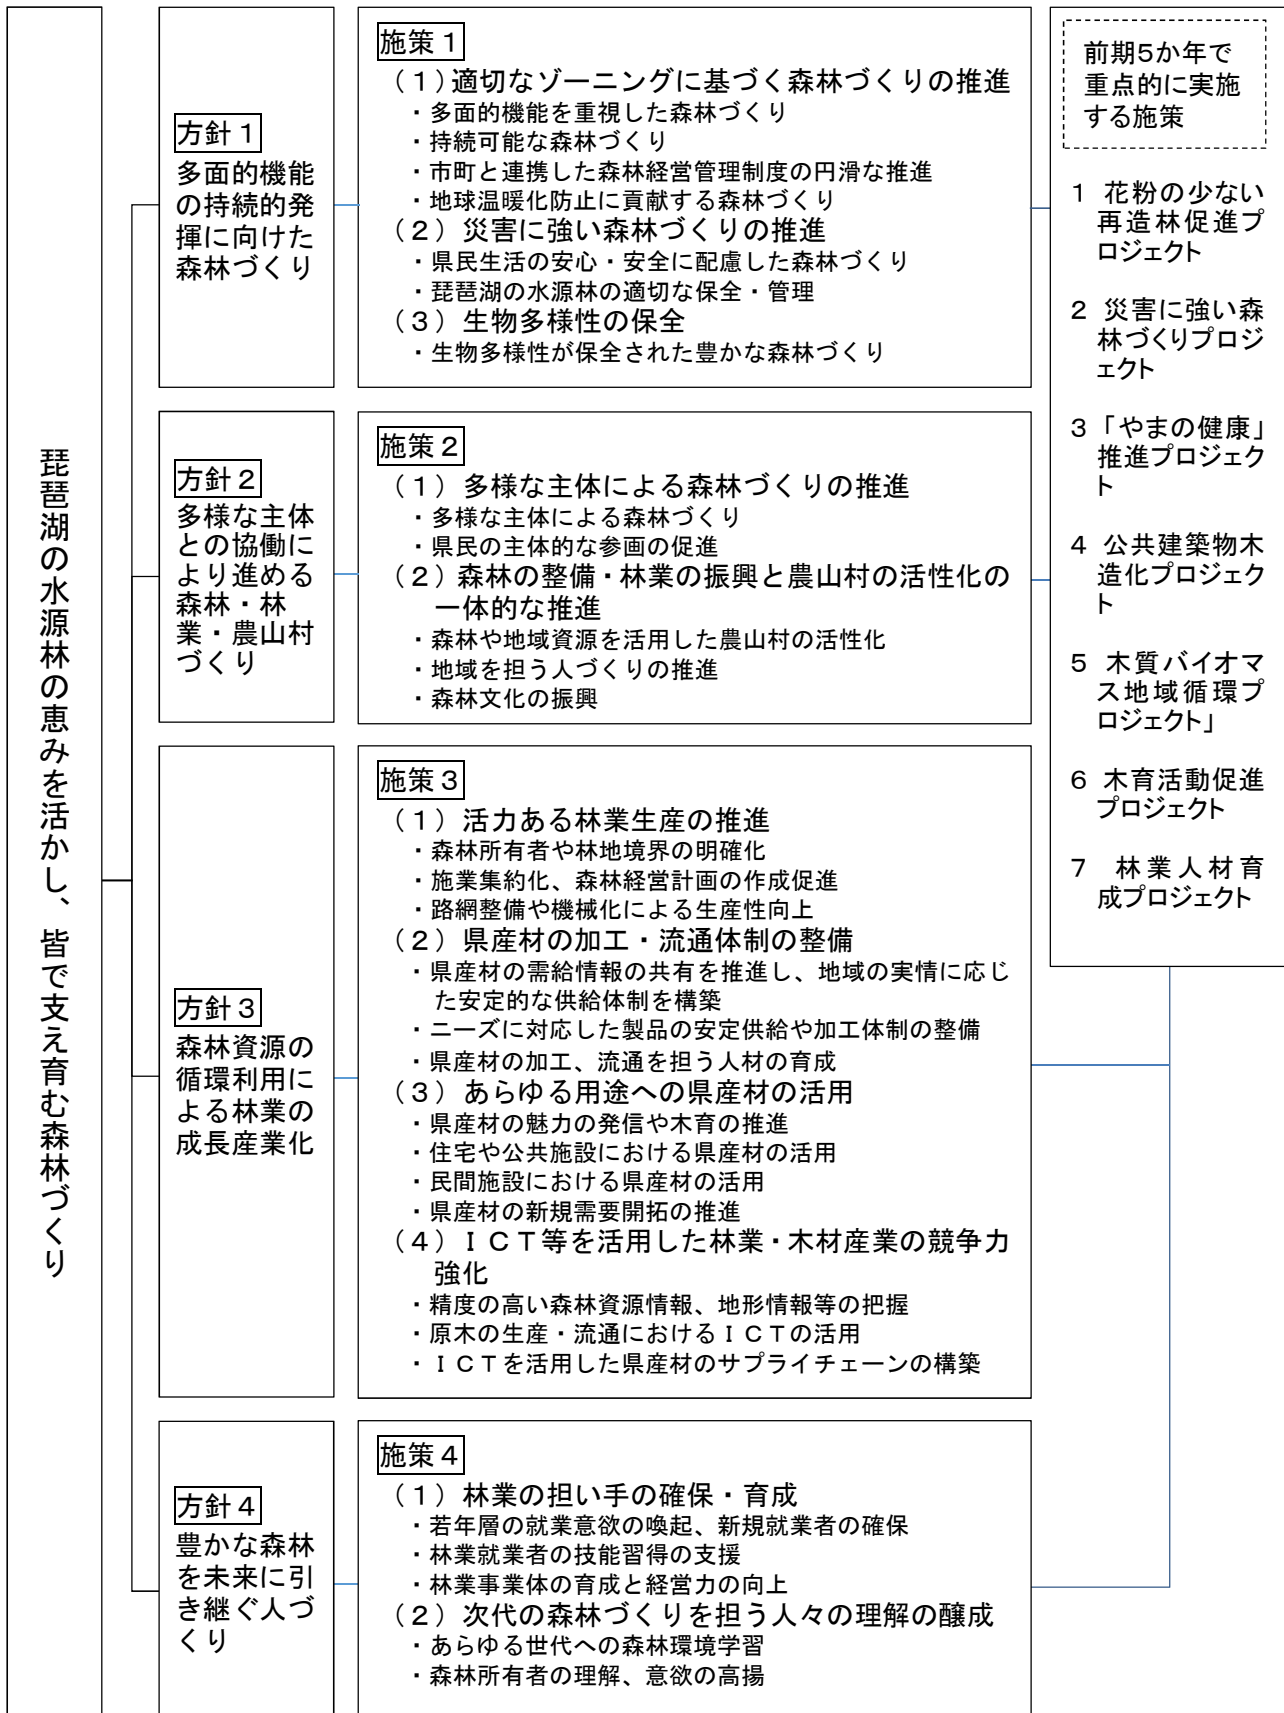 琵琶湖の水源林の恵みを活かし、皆で支え育む森林づくり
方針1
多面的機能
の持続的発
揮に向けた
森林づくり
施策1
(1)適切なゾーニングに基づく森林づくりの推進
・多面的機能を重視した森林づくり
・持続可能な森林づくり
・市町と連携した森林経営管理制度の円滑な推進
・地球温暖化防止に貢献する森林づくり
(2)災害に強い森林づくりの推進
・県民生活の安心・安全に配慮した森林づくり
・琵琶湖の水源林の適切な保全・管理
(3)生物多様性の保全
・生物多様性が保全された豊かな森林づくり
方針2
多様な主体
との協働に
より進める
森林・林
業・農山村
づくり
施策2
(1)多様な主体による森林づくりの推進
・多様な主体による森林づくり
・県民の主体的な参画の促進
(2)森林の整備・林業の振興と農山村の活性化の
一体的な推進
・森林や地域資源を活用した農山村の活性化
・地域を担う人づくりの推進
・森林文化の振興
方針3
森林資源の
循環利用に
よる林業の
成長産業化
施策3
(1)活力ある林業生産の推進
・森林所有者や林地境界の明確化
・施業集約化、森林経営計画の作成促進
・路網整備や機械化による生産性向上
(2)県産材の加工・流通体制の整備
・県産材の需給情報の共有を推進し、地域の実情に応じ
た安定的な供給体制を構築
・ニーズに対応した製品の安定供給や加工体制の整備
・県産材の加工、流通を担う人材の育成
(3)あらゆる用途への県産材の活用
・県産材の魅力の発信や木育の推進
・住宅や公共施設における県産材の活用
・民間施設における県産材の活用
・県産材の新規需要開拓の推進
(4)ICT等を活用した林業・木材産業の競争力
強化
・精度の高い森林資源情報、地形情報等の把握
・原木の生産・流通におけるICTの活用
・ICTを活用した県産材のサプライチェーンの構築
方針4
豊かな森林
を未来に引
き継ぐ人づ
くり
施策4
(1)林業の担い手の確保・育成
・若年層の就業意欲の喚起、新規就業者の確保
・林業就業者の技能習得の支援
・林業事業体の育成と経営力の向上
(2)次代の森林づくりを担う人々の理解の醸成
・あらゆる世代への森林環境学習
・森林所有者の理解、意欲の高揚
前期5か年で
重点的に実施
する施策
1 花粉の少ない
再造林促進プ
ロジェクト
2 災害に強い森
林づくりプロジ
ェクト
3 「やまの健康」
推進プロジェク
ト
4 公共建築物木
造化プロジェク
ト
5 木質バイオマ
ス地域循環プ
ロジェクト」
6 木育活動促進
プロジェクト
7 林業人材育
成プロジェクト